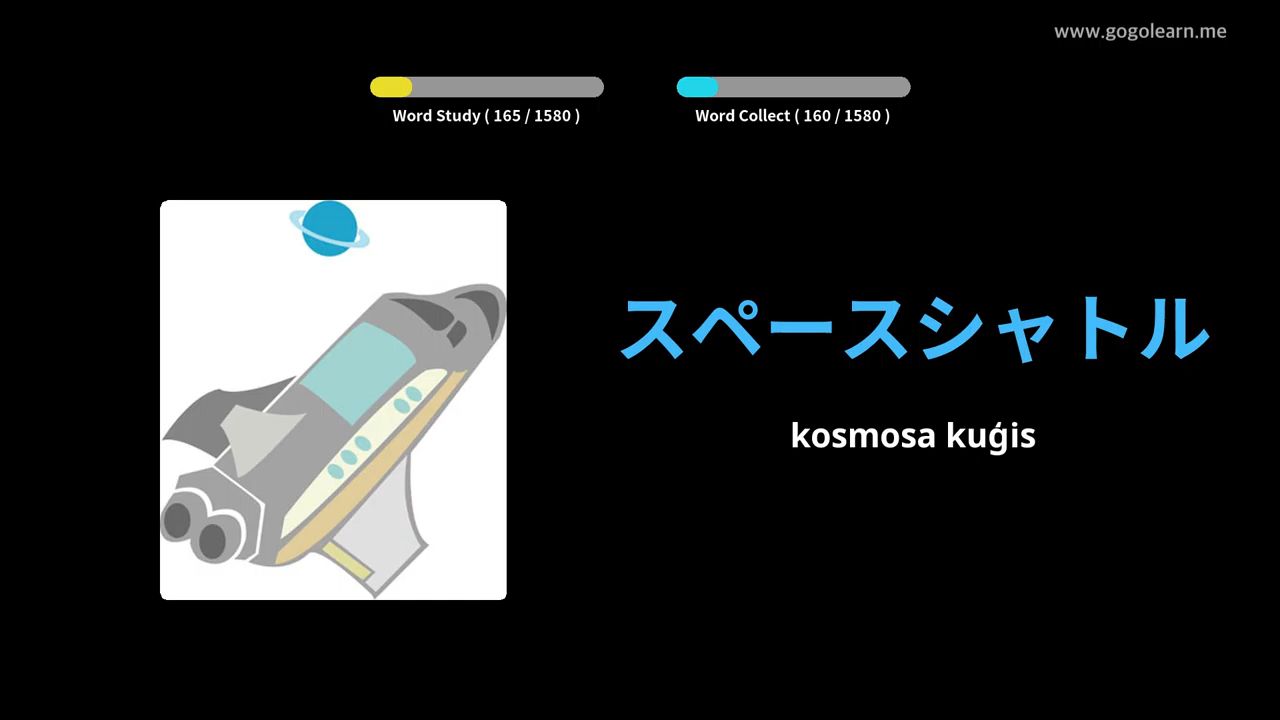 www.gogolearn.me
Word Study ( 165 / 1580 )
Word Collect ( 160 / 1580 )
スペースシャトル
kosmosa kuģis